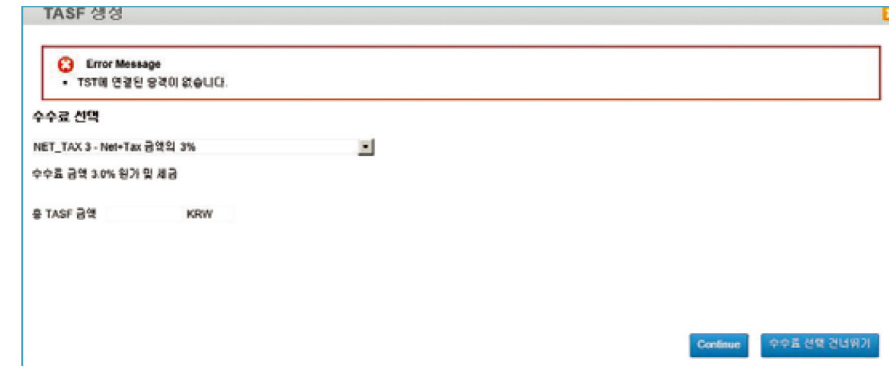 TASF 생성
Error Message
• TST에 연결된 승객이 없습니다.
수수료 선택
NET_TAX 3 - Net+Tax 금액의 3%
수수료 금액 3.0% 원가 및 세금
총 TASF 금액 KRW
Continue 수수료 선택 건너뛰기